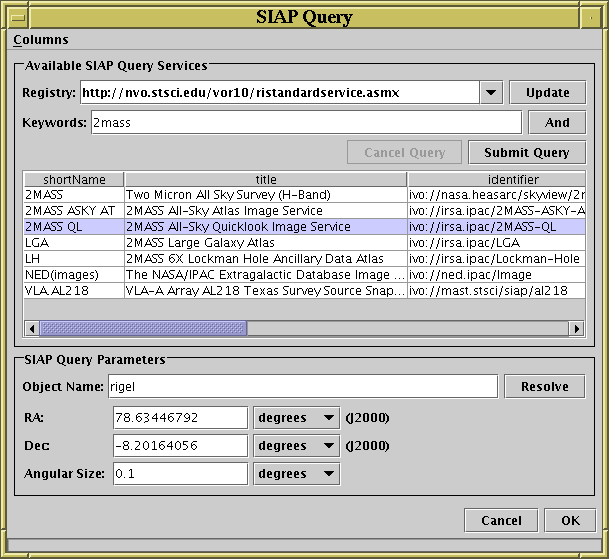 SIAP Query
Columns
Available SIAP Query Services
Registry: http://nvo.stsci.edu/vor10/ristandardservice.asmx Update
Keywords: 2mass And
Cancel Query Submit Query
shortName title identifier
2MASS Two Micron All Sky Survey (H-Band) ivo://nasa.heasarc/skyview/2r
2MASS ASKY AT 2MASS All-Sky Atlas Image Service ivo://irsa.ipac/2MASS-ASKY-A
2MASS QL 2MASS All-Sky Quicklook Image Service ivo://irsa.ipac/2MASS-QL
LGA 2MASS Large Galaxy Atlas ivo://irsa.ipac/LGA
LH 2MASS 6X Lockman Hole Ancillary Data Atlas ivo://irsa.ipac/Lockman-Hole
NED(images) The NASA/IPAC Extragalactic Database Image ... ivo://ned.ipac/Image
VLA.AL218 VLA-A Array AL218 Texas Survey Source Snap... ivo://mast.stsci/siap/al218
SIAP Query Parameters
Object Name: rigel Resolve
RA: 78.63446792 degrees (J2000)
Dec: -8.20164056 degrees (J2000)
Angular Size: 0.1 degrees
Cancel OK